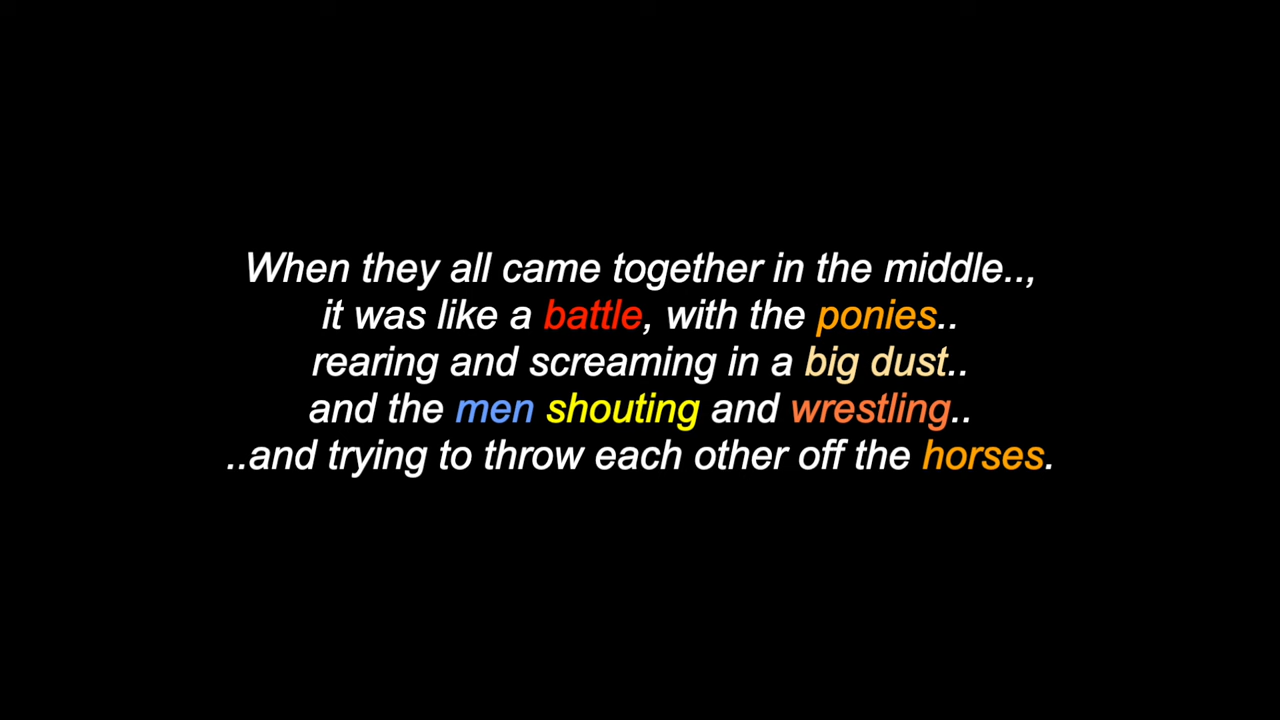 When they all came together in the middle..,
it was like a battle, with the ponies..
rearing and screaming in a big dust..
and the men shouting and wrestling..
..and trying to throw each other off the horses.